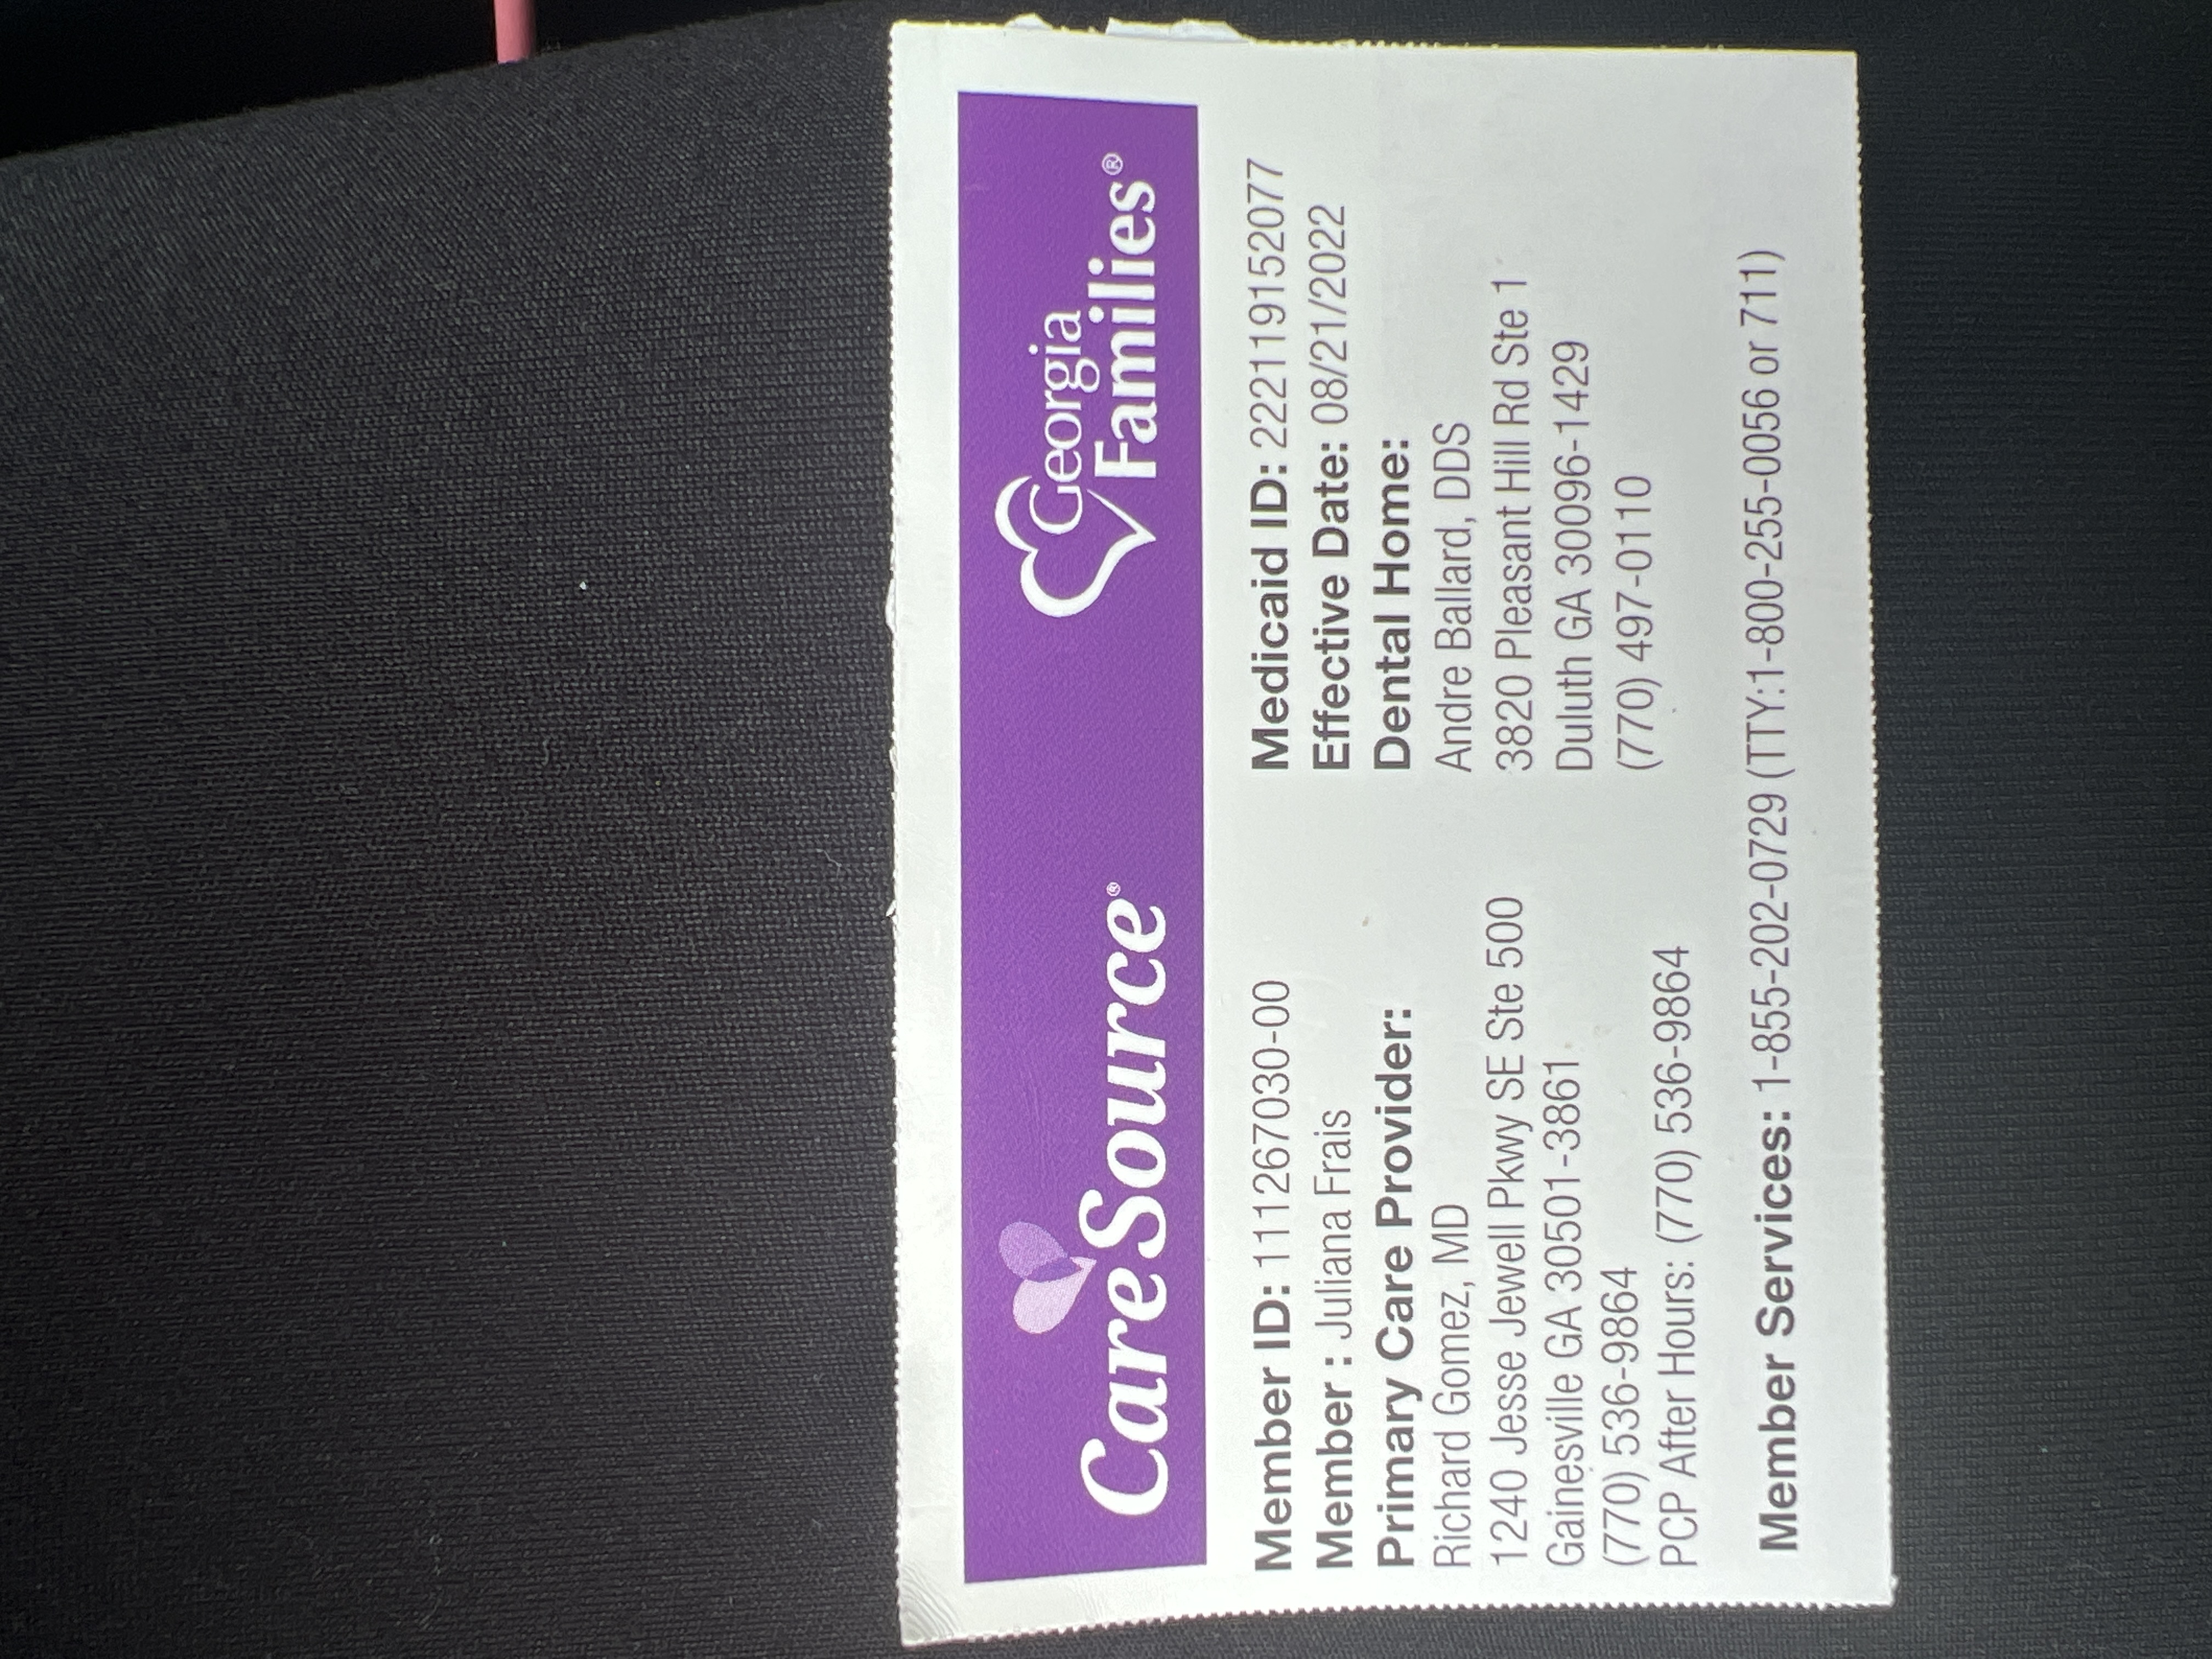 CareSource®
Georgia
Families®
Member ID: 111267030-00
Member : Juliana Frais
Primary Care Provider:
Richard Gomez, MD
1240 Jesse Jewell Pkwy SE Ste 500
Gainesville GA 30501-3861
(770) 536-9864
PCP After Hours: (770) 536-9864
Medicaid ID: 222119152077
Effective Date: 08/21/2022
Dental Home:
Andre Ballard, DDS
3820 Pleasant Hill Rd Ste 1
Duluth GA 30096-1429
(770) 497-0110
Member Services: 1-855-202-0729 (TTY:1-800-255-0056 or 711)